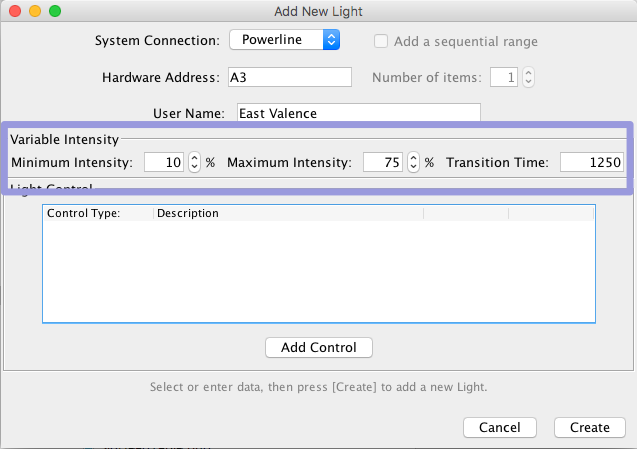 Add New Light
System Connection: Powerline Add a sequential range
Hardware Address: A3 Number of items: 1
User Name: East Valence
Variable Intensity
Minimum Intensity: 10 % Maximum Intensity: 75 % Transition Time: 1250
Light Control
Control Type: Description
Add Control
Select or enter data, then press [Create] to add a new Light.
Cancel Create